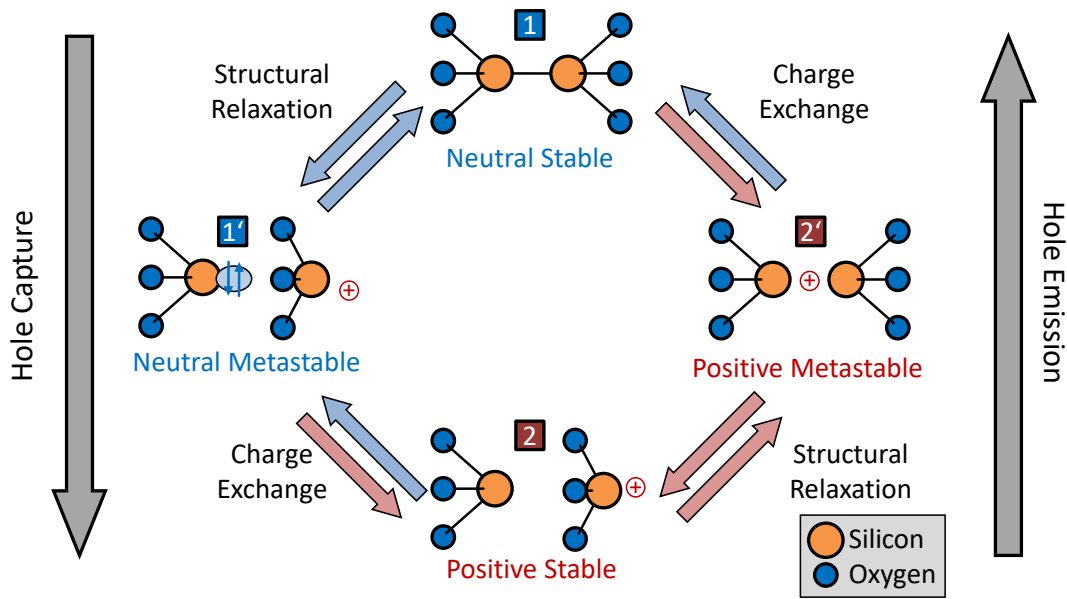 1
Neutral Stable
Structural
Relaxation
Charge
Exchange
Hole Capture
1'
Neutral Metastable
2'
Positive Metastable
Hole Emission
Charge
Exchange
2
Positive Stable
Structural
Relaxation
Silicon
Oxygen